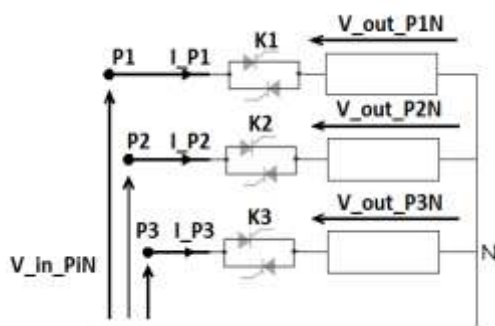 V_out_P1N
K1
P1 I_P1
V_out_P2N
K2
P2 I_P2
V_out_P3N
K3
P3 I_P3
V_in_PiN
N